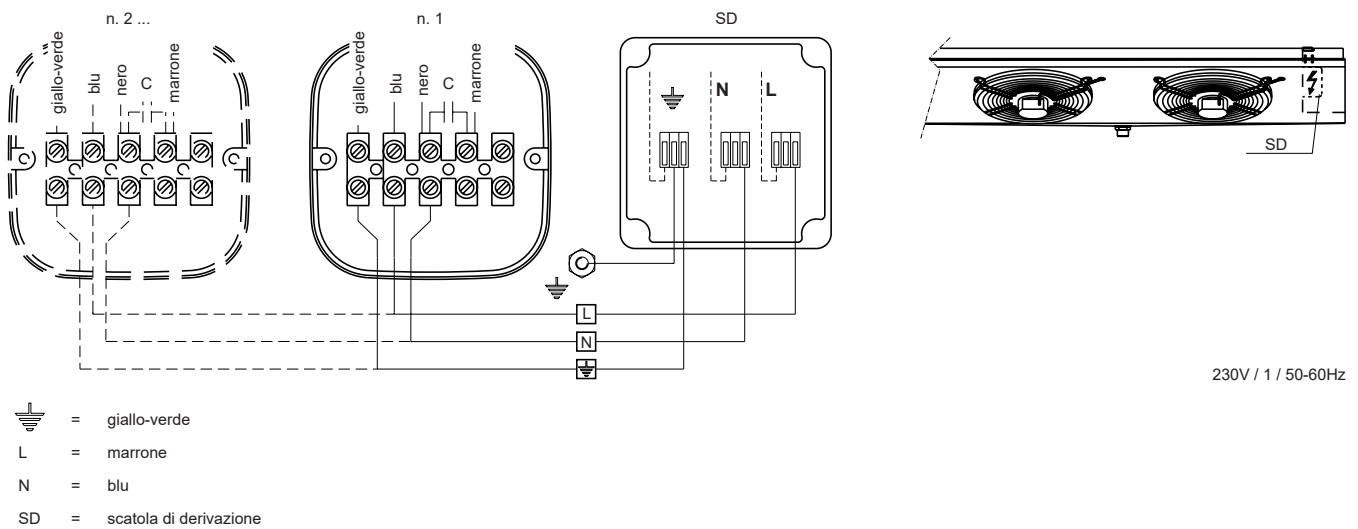 n. 2 ...
giallo-verde
blu
nero
C
marrone
n. 1
giallo-verde
blu
nero
C
marrone
SD
N
L
SD
L
N
230V / 1 / 50-60Hz
= giallo-verde
L = marrone
N = blu
SD = scatola di derivazione